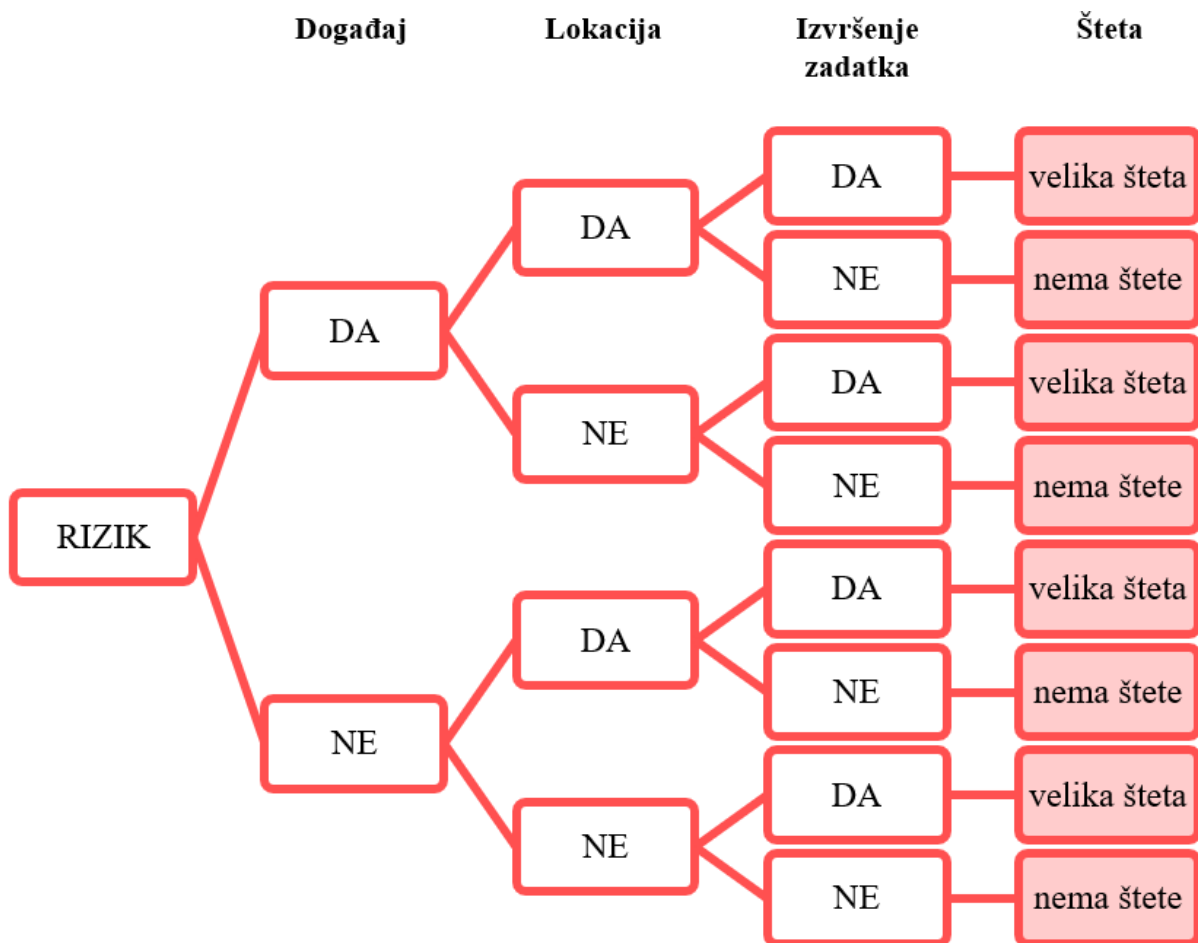 Događaj
Lokacija
Izvršenje
zadatka
Šteta
DA
velika šteta
DA
NE
nema štete
DA
DA
velika šteta
NE
NE
nema štete
RIZIK
DA
velika šteta
DA
NE
nema štete
NE
DA
velika šteta
NE
NE
nema štete